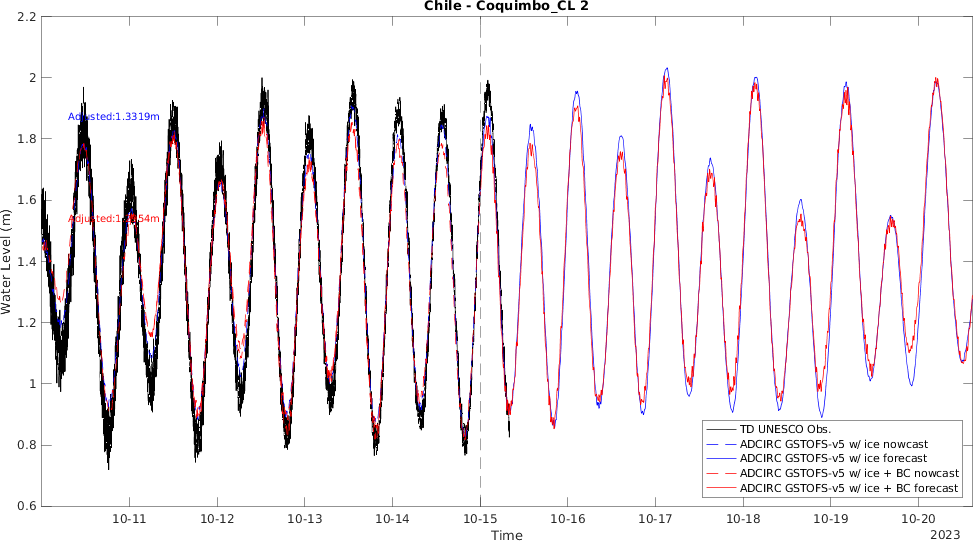 Chile - Coquimbo_CL 2
2.2
2
1.8
1.6
1.4
1.2
1
0.8
0.6
Water Level (m)
Adjusted:1.3319m
10-11
10-12
10-13
10-14
10-15
10-16
10-17
10-18
10-19
10-20
Time
2023
TD UNESCO Obs.
ADCIRC GSTOFS-v5 w/ ice nowcast
ADCIRC GSTOFS-v5 w/ ice forecast
ADCIRC GSTOFS-v5 w/ ice + BC nowcast
ADCIRC GSTOFS-v5 w/ ice + BC forecast